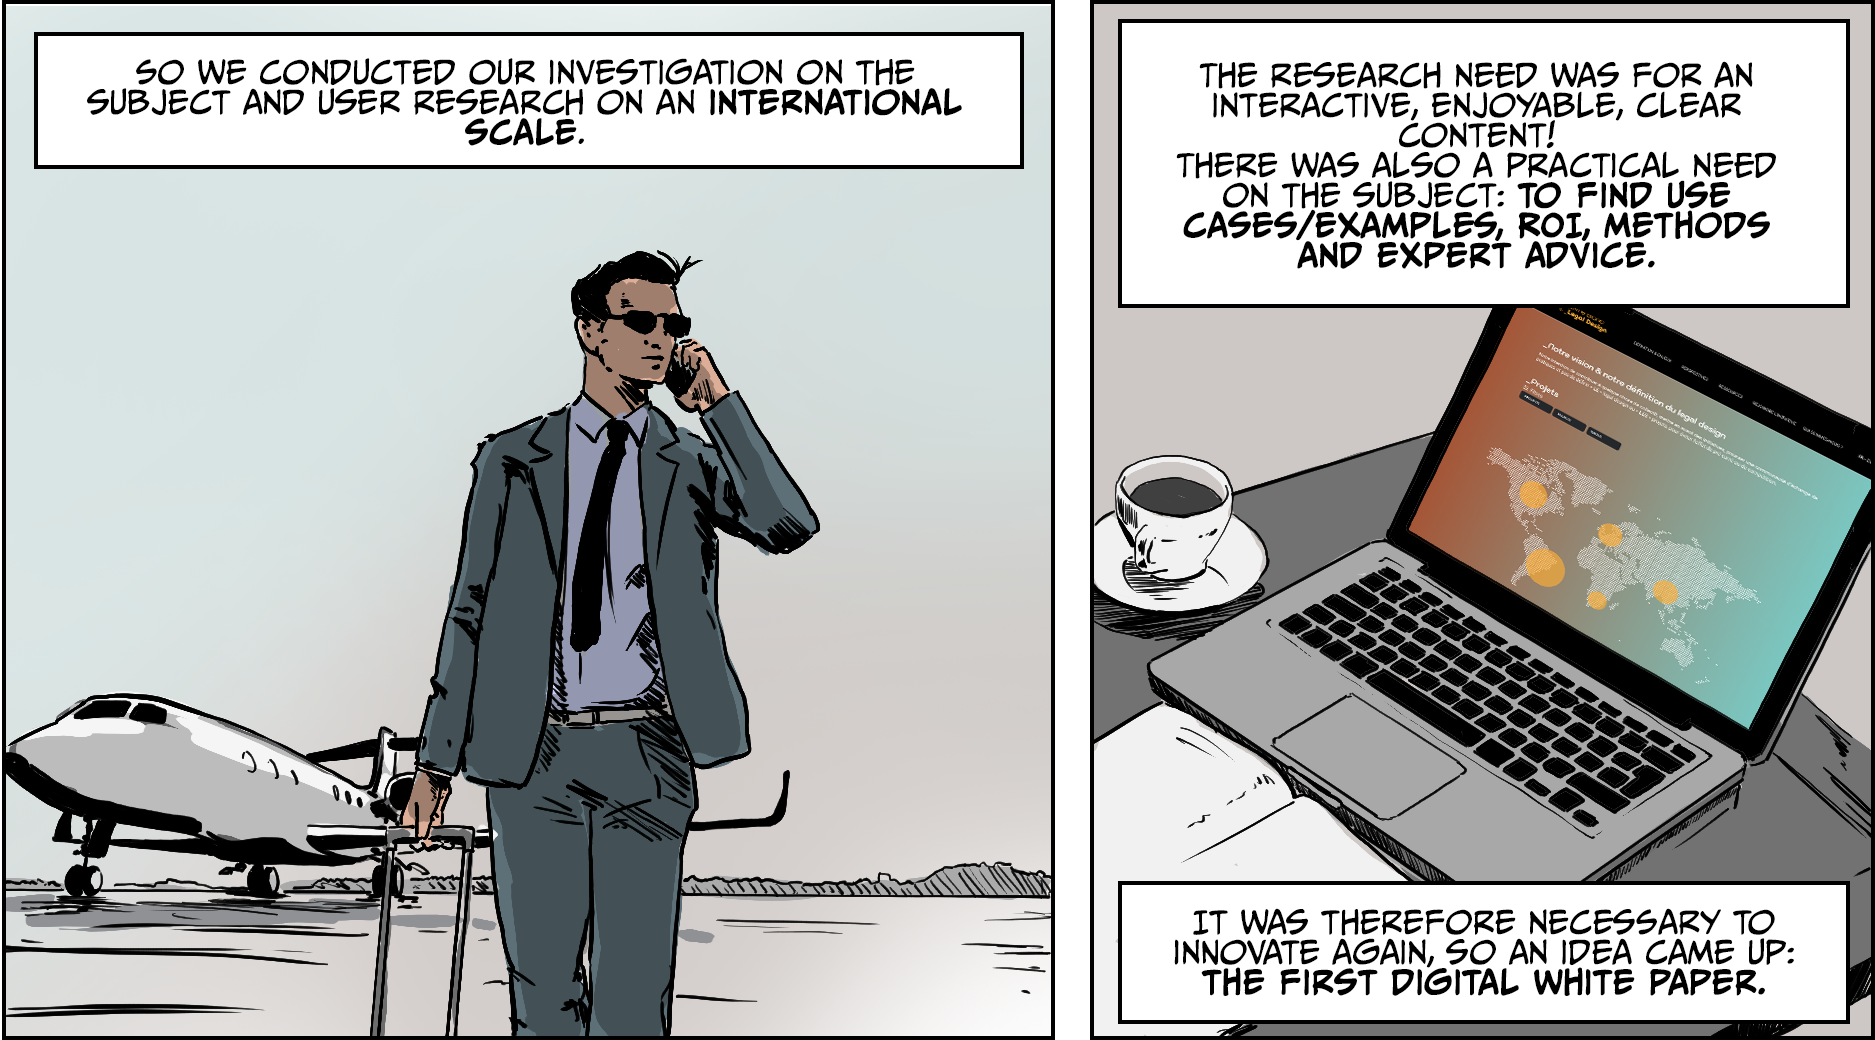 SO WE CONDUCTED OUR INVESTIGATION ON THE
SUBJECT AND USER RESEARCH ON AN INTERNATIONAL
SCALE.
THE RESEARCH NEED WAS FOR AN
INTERACTIVE, ENJOYABLE, CLEAR
CONTENT!
THERE WAS ALSO A PRACTICAL NEED
ON THE SUBJECT: TO FIND USE
CASES/EXAMPLES, ROI, METHODS
AND EXPERT ADVICE.
Legal Design
_Notre vision & notre définition du legal design
_Projets
IT WAS THEREFORE NECESSARY TO
INNOVATE AGAIN, SO AN IDEA CAME UP:
THE FIRST DIGITAL WHITE PAPER.